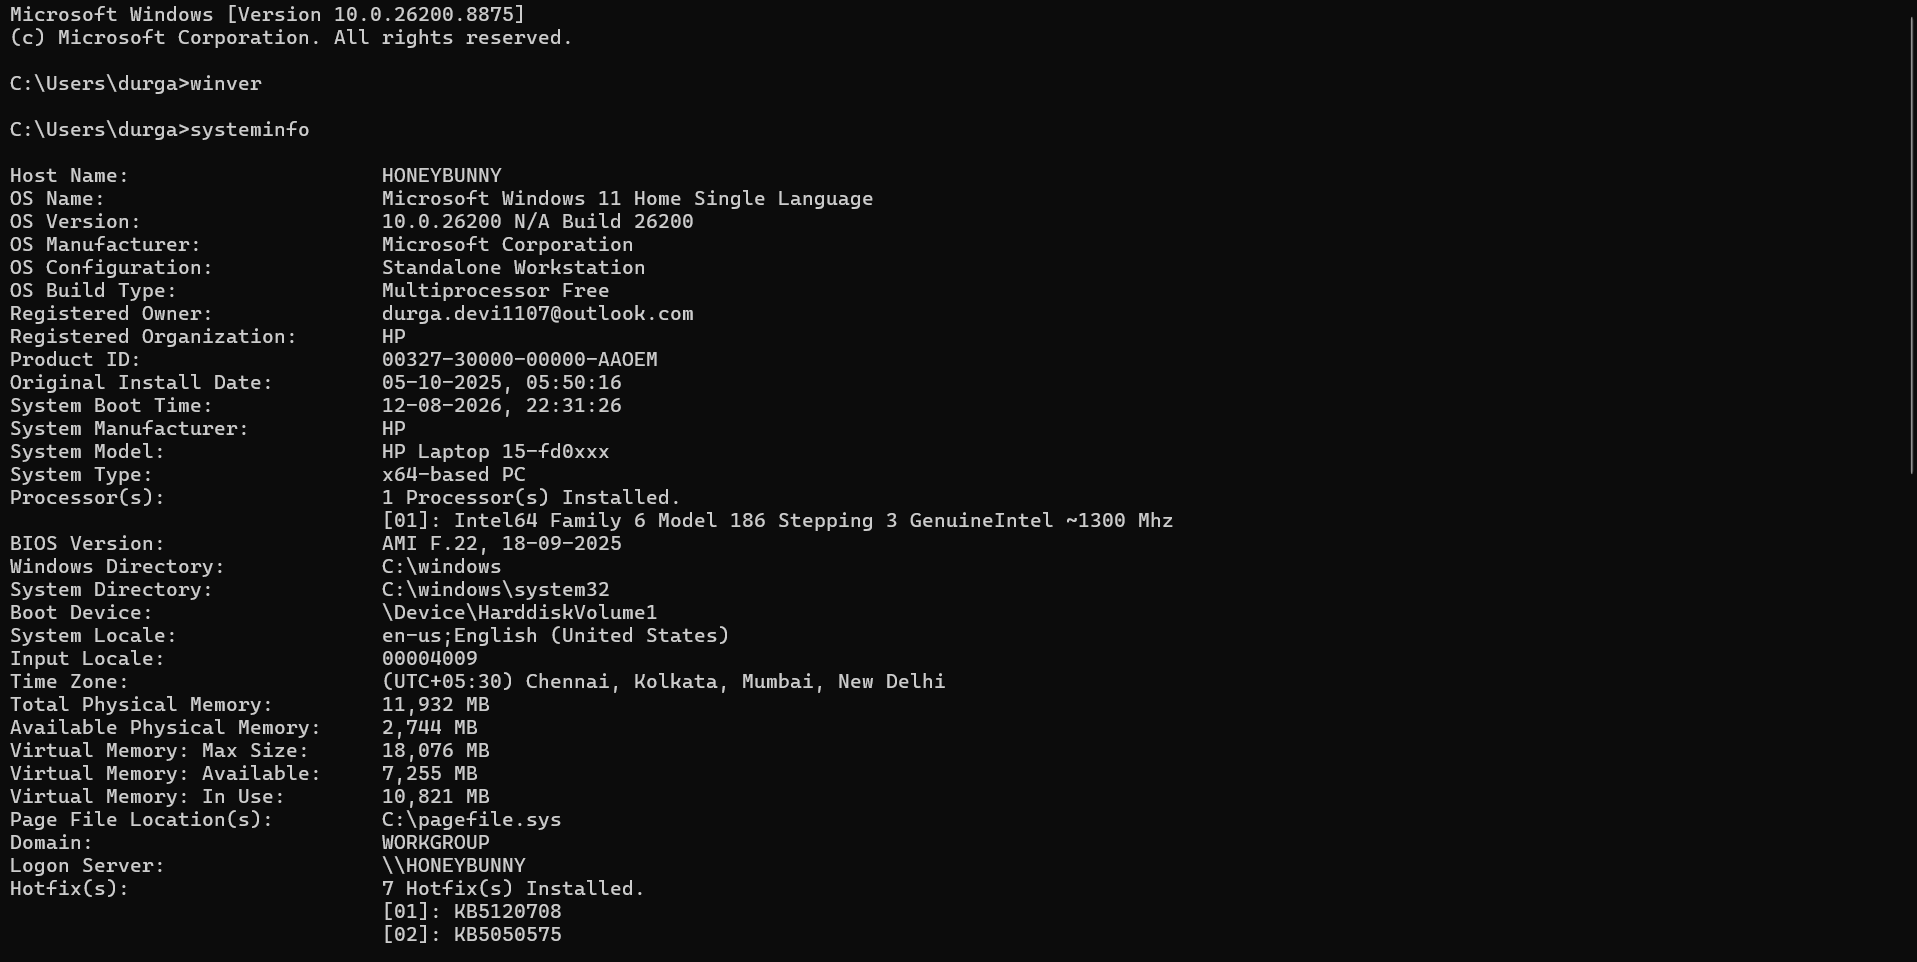 Microsoft Windows [Version 10.0.26200.8875]
(c) Microsoft Corporation. All rights reserved.
C:\Users\durga>winver
C:\Users\durga>systeminfo
Host Name: HONEYBUNNY
OS Name: Microsoft Windows 11 Home Single Language
OS Version: 10.0.26200 N/A Build 26200
OS Manufacturer: Microsoft Corporation
OS Configuration: Standalone Workstation
OS Build Type: Multiprocessor Free
Registered Owner: durga.devi1107@outlook.com
Registered Organization: HP
Product ID: 00327-30000-00000-AAOEM
Original Install Date: 05-10-2025, 05:50:16
System Boot Time: 12-08-2026, 22:31:26
System Manufacturer: HP
System Model: HP Laptop 15-fd0xxx
System Type: x64-based PC
Processor(s): 1 Processor(s) Installed.
[01]: Intel64 Family 6 Model 186 Stepping 3 GenuineIntel ~1300 Mhz
BIOS Version: AMI F.22, 18-09-2025
Windows Directory: C:\windows
System Directory: C:\windows\system32
Boot Device: \Device\HarddiskVolume1
System Locale: en-us;English (United States)
Input Locale: 00004009
Time Zone: (UTC+05:30) Chennai, Kolkata, Mumbai, New Delhi
Total Physical Memory: 11,932 MB
Available Physical Memory: 2,744 MB
Virtual Memory: Max Size: 18,076 MB
Virtual Memory: Available: 7,255 MB
Virtual Memory: In Use: 10,821 MB
Page File Location(s): C:\pagefile.sys
Domain: WORKGROUP
Logon Server: \\HONEYBUNNY
Hotfix(s): 7 Hotfix(s) Installed.
[01]: KB5120708
[02]: KB5050575